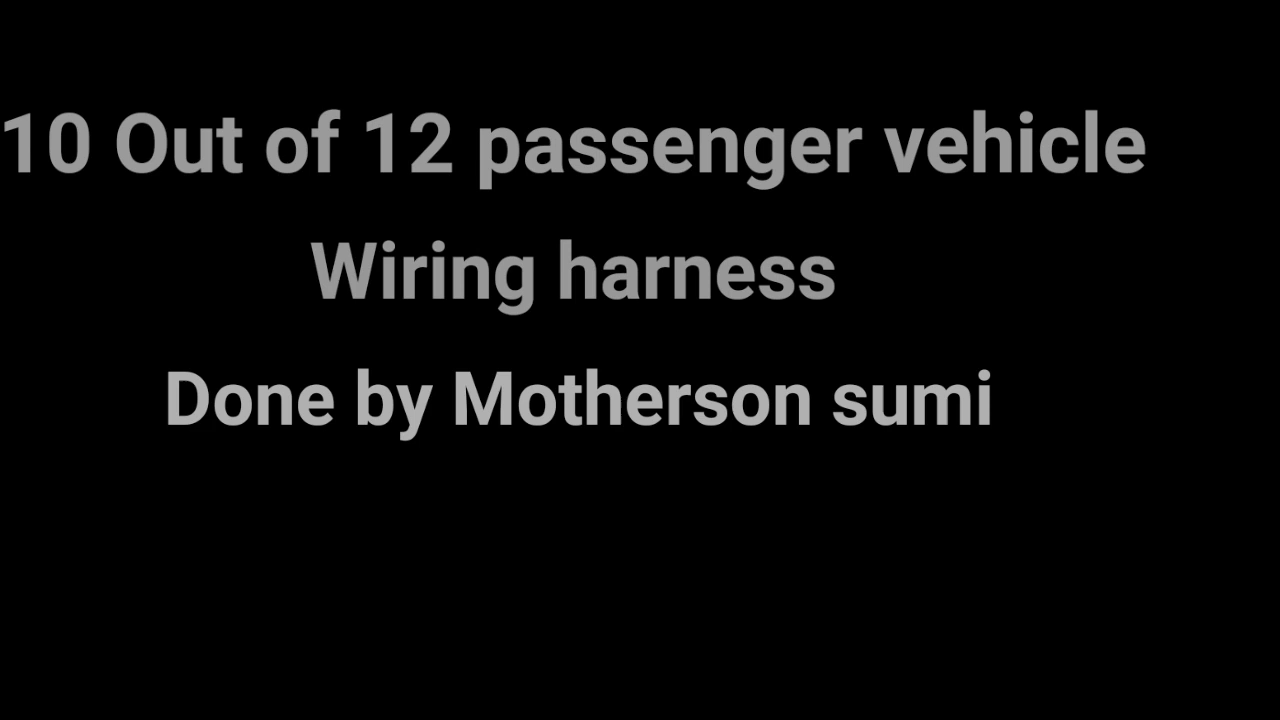 10 Out of 12 passenger vehicle
Wiring harness
Done by Motherson sumi